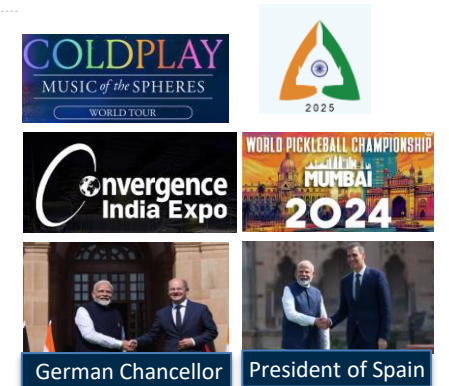 COLDPLAY
MUSIC of the SPHERES
WORLD TOUR
2025
Convergence
India Expo
WORLD PICKLEBALL CHAMPIONSHIP
MUMBAI
2024
German Chancellor
President of Spain